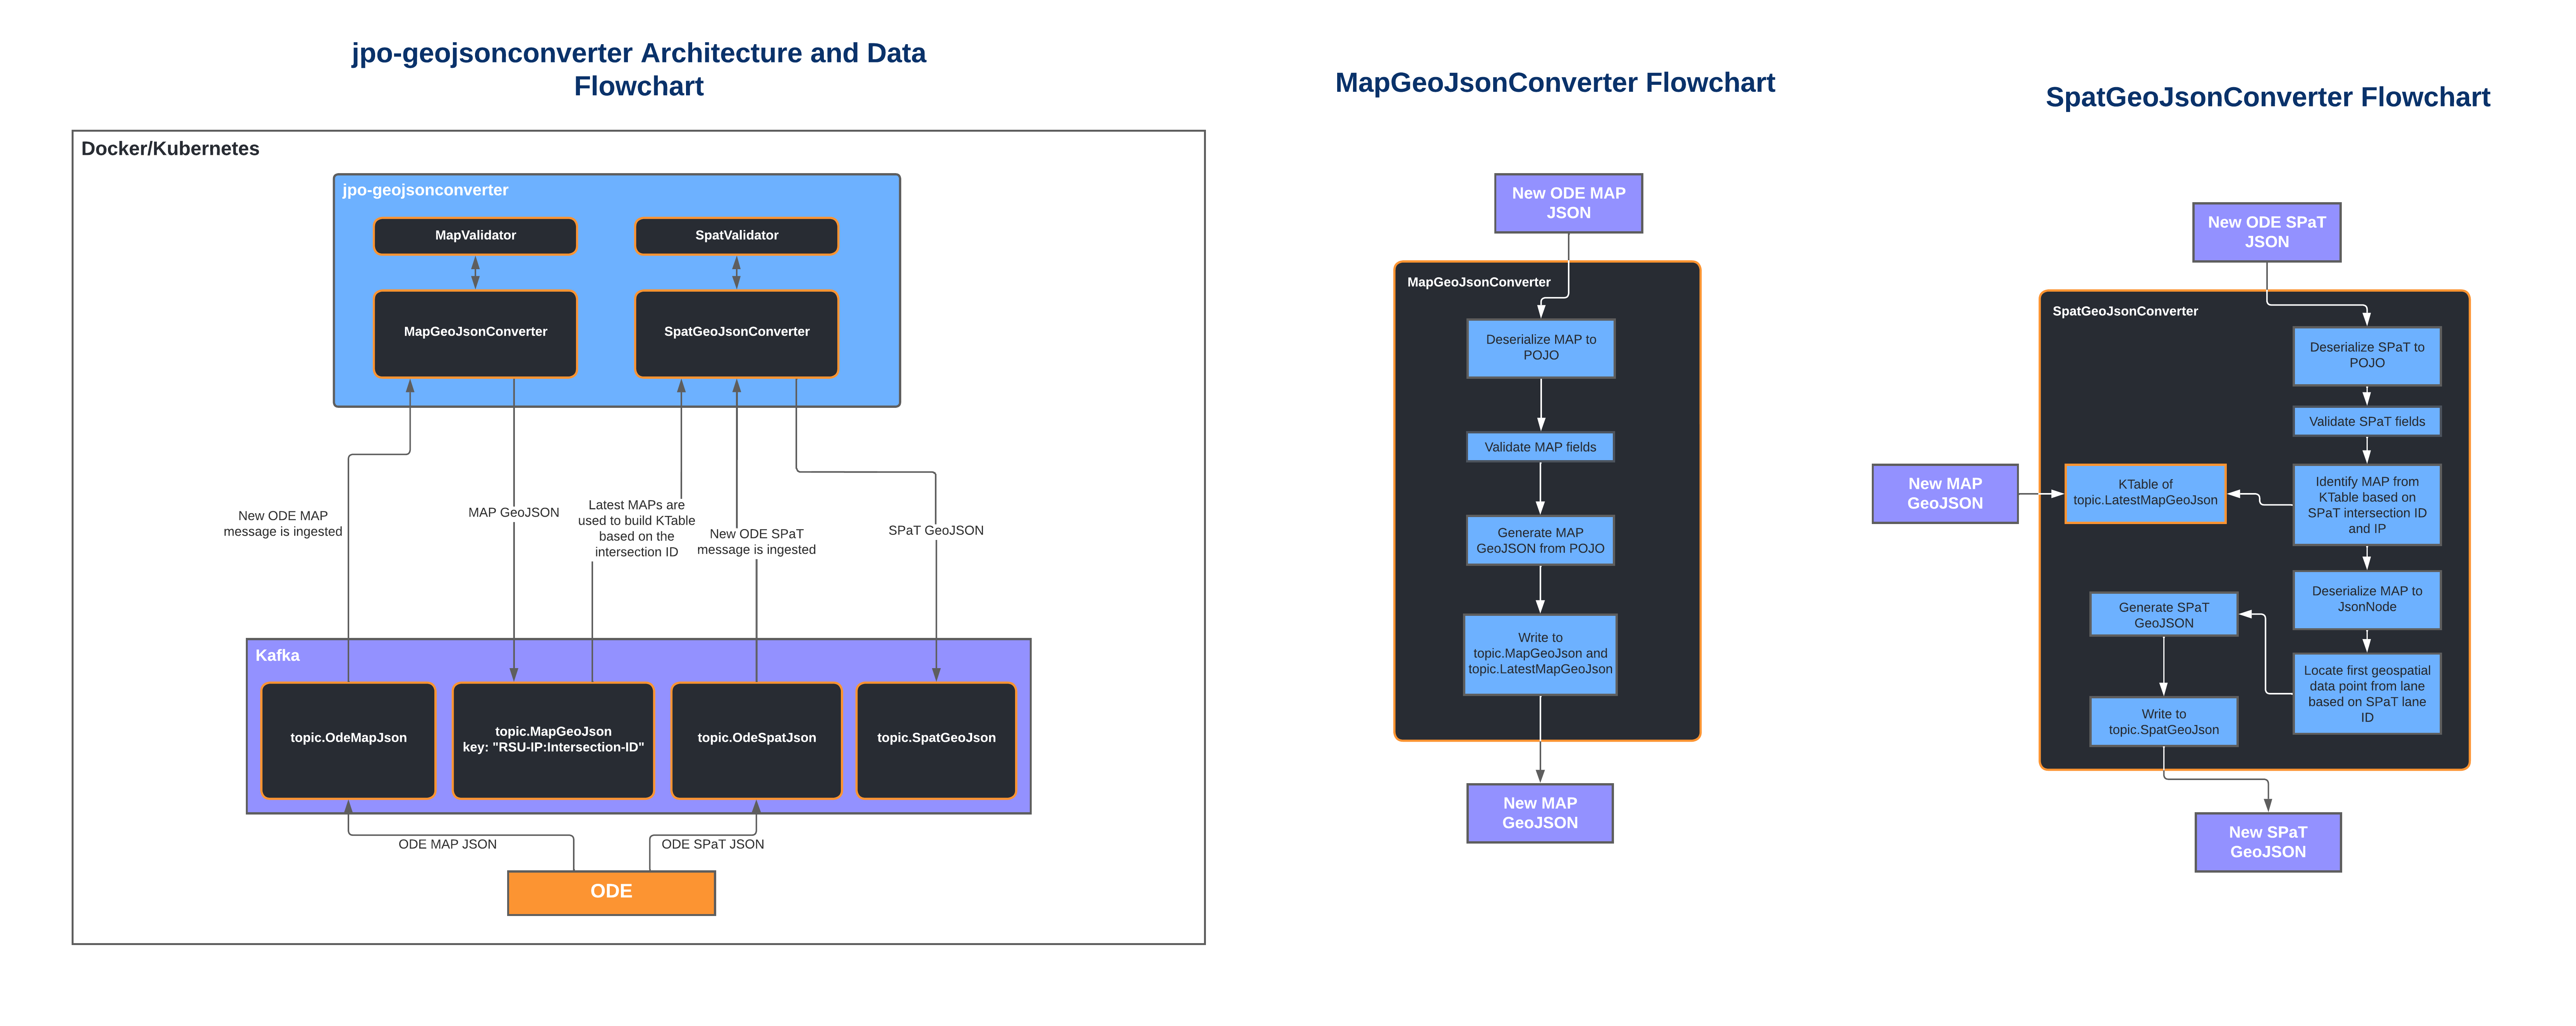 jpo-geojsonconverter Architecture and Data
Flowchart
Docker/Kubernetes
jpo-geojsonconverter
MapValidator
SpatValidator
MapGeoJsonConverter
SpatGeoJsonConverter
New ODE MAP
message is ingested
MAP GeoJSON
Latest MAPs are
used to build KTable
based on the
intersection ID
New ODE SPaT
message is ingested
SPaT GeoJSON
Kafka
topic.OdeMapJson
topic.MapGeoJson
key: "RSU-IP:Intersection-ID"
topic.OdeSpatJson
topic.SpatGeoJson
ODE MAP JSON
ODE SPaT JSON
ODE
MapGeoJsonConverter Flowchart
New ODE MAP
JSON
MapGeoJsonConverter
Deserialize MAP to
POJO
Validate MAP fields
Generate MAP
GeoJSON from POJO
Write to
topic.MapGeoJson and
topic.LatestMapGeoJson
New MAP
GeoJSON
SpatGeoJsonConverter Flowchart
New ODE SPaT
JSON
SpatGeoJsonConverter
Deserialize SPaT to
POJO
Validate SPaT fields
New MAP
GeoJSON
KTable of
topic.LatestMapGeoJson
Identify MAP from
KTable based on
SPaT intersection ID
and IP
Deserialize MAP to
JsonNode
Generate SPaT
GeoJSON
Locate first geospatial
data point from lane
based on SPaT lane
ID
Write to
topic.SpatGeoJson
New SPaT
GeoJSON